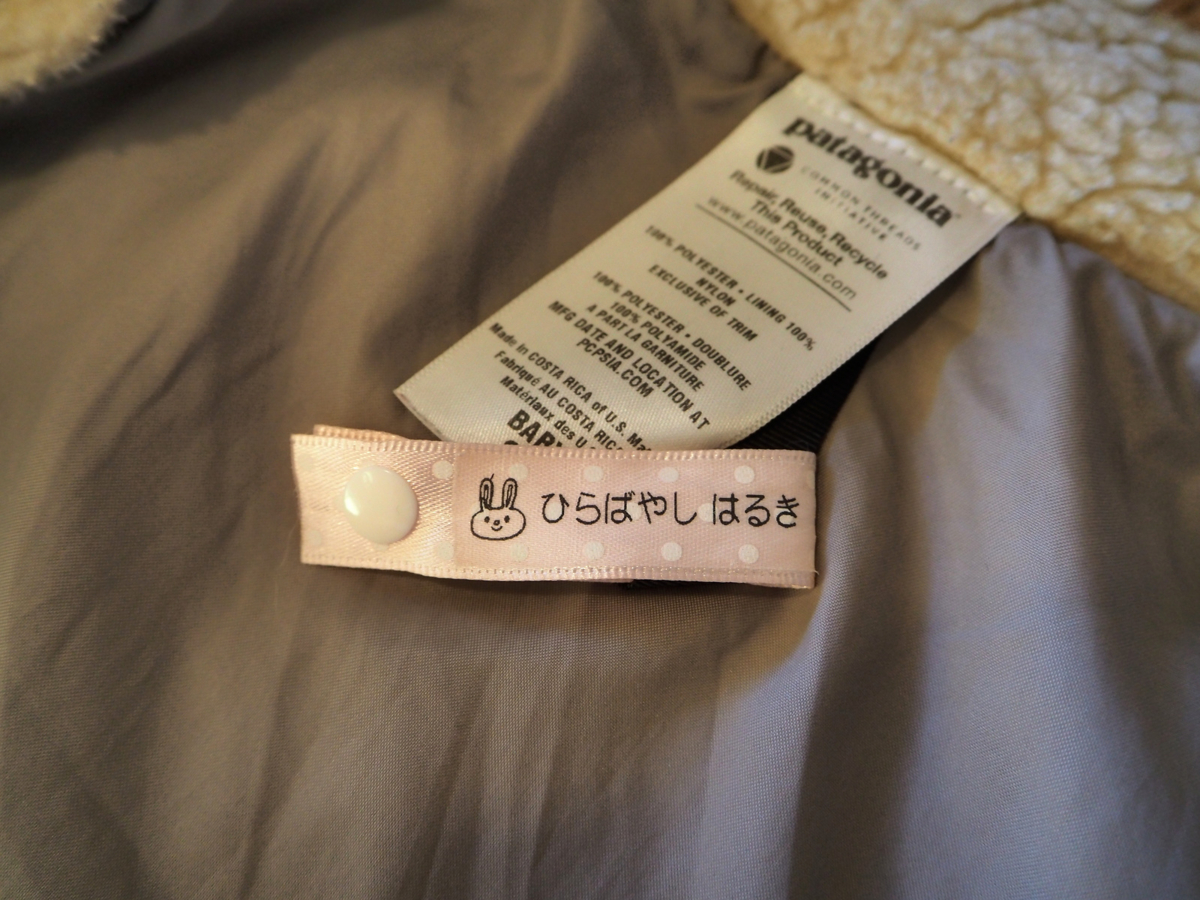 patagonia
COMMON THREADS
INITIATIVE
Repair, Reuse, Recycle
This Product
www.patagonia.com
100% POLYESTER • LINING 100%
NYLON
EXCLUSIVE OF TRIM
100% POLYESTER • DOUBLURE
100% POLYAMIDE
A PART LA GARNITURE
MFG DATE AND LOCATION AT
PCPSIA.COM
Made in COSTA RICA of U.S. Ma
Fabriqué AU COSTA RICA
Matériaux des U
ひらばやし はるき